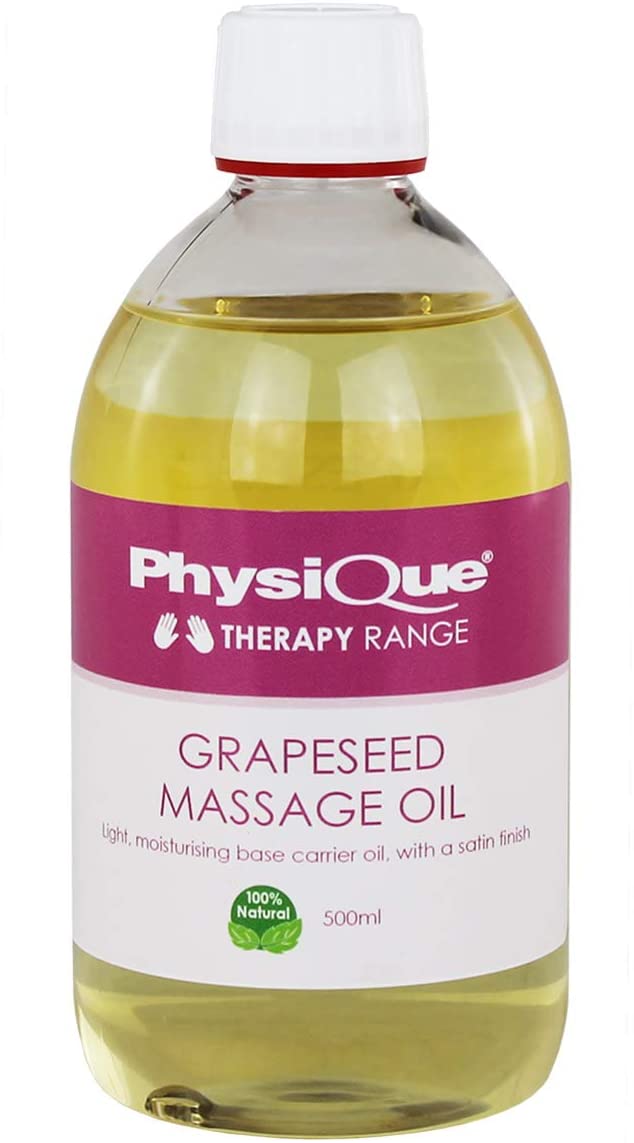 PhysiQue®
THERAPY RANGE
GRAPESEED
MASSAGE OIL
Light, moisturising base carrier oil, with a satin finish
100%
Natural
500ml